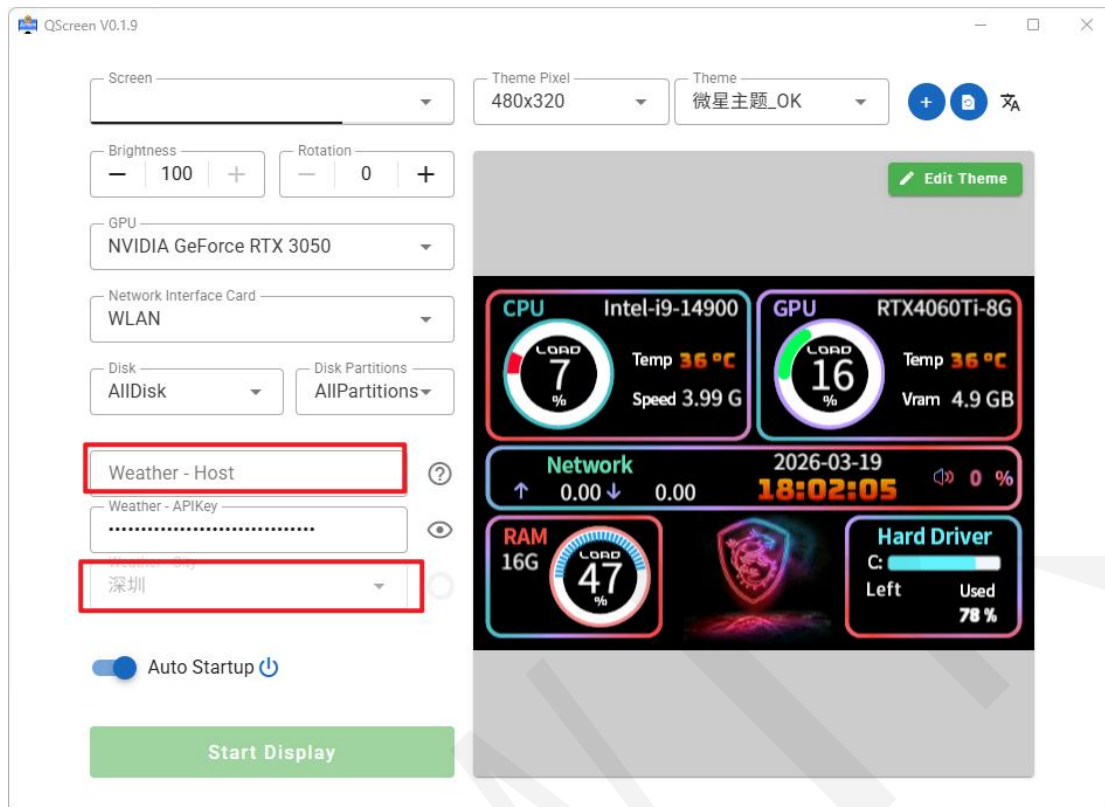 QScreen V0.1.9
Screen
Theme Pixel
480x320
Theme
微星主题_OK
Brightness
100
Rotation
0
GPU
NVIDIA GeForce RTX 3050
Network Interface Card
WLAN
Disk
AllDisk
Disk Partitions
AllPartitions
Weather - Host
Weather - APIKey
Weather - City
深圳
Auto Startup
Start Display
Edit Theme
CPU Intel-i9-14900
LOAD
7
%
Temp 36 °C
Speed 3.99 G
GPU RTX4060Ti-8G
LOAD
16
%
Temp 36 °C
Vram 4.9 GB
Network
↑ 0.00 ↓ 0.00
2026-03-19
18:02:05
0 %
RAM
16G
LOAD
47
%
Hard Driver
C:
Left Used
78 %